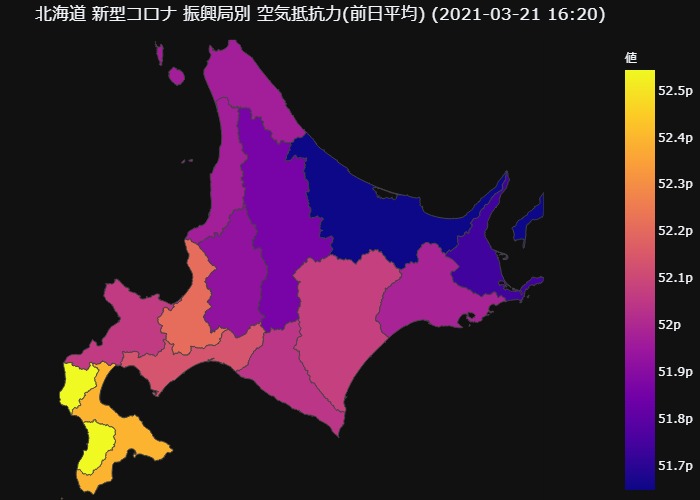 北海道 新型コロナ 振興局別 空気抵抗力(前日平均) (2021-03-21 16:20)
値
52.5p
52.4p
52.3p
52.2p
52.1p
52p
51.9p
51.8p
51.7p